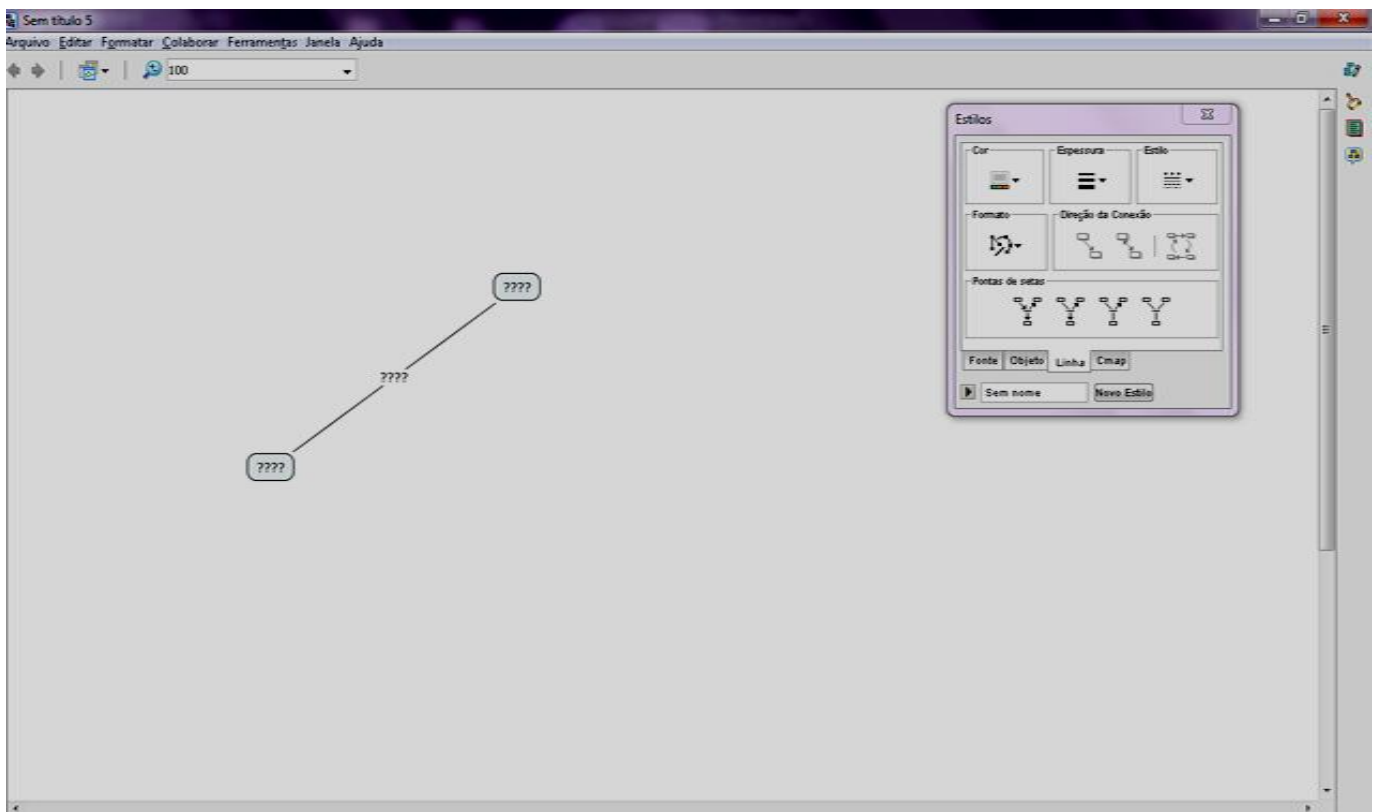 Sem título 5
Arquivo Editar Formatar Colaborar Ferramentas Janela Ajuda
100
Estilos
Cor Espessura Estilo
Formato Direção da Conexão
Pontas de setas
Fonte Objeto Linha Cmap
Sem nome Novo Estilo
????
????
????